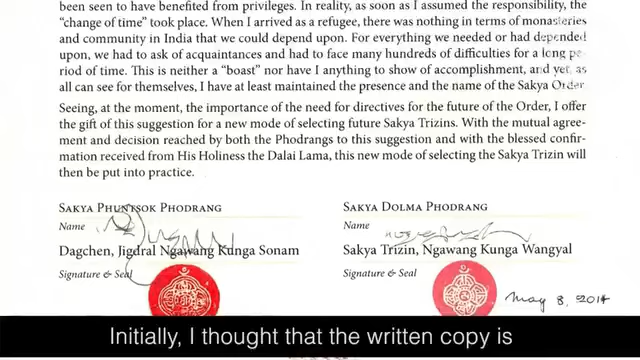 been seen to have benefited from privileges. In reality, as soon as I assumed the responsibility, the
"change of time" took place. When I arrived as a refugee, there was nothing in terms of monasteries
and community in India that we could depend upon. For everything we needed or had depended
upon, we had to ask of acquaintances and had to face many hundreds of difficulties for a long pe-
riod of time. This is neither a "boast" nor have I anything to show of accomplishment, and yet, as
all can see for themselves, I have at least maintained the presence and the name of the Sakya Order.
Seeing, at the moment, the importance of the need for directives for the future of the Order, I offer
the gift of this suggestion for a new mode of selecting future Sakya Trizins. With the mutual agree-
ment and decision reached by both the Phodrangs to this suggestion and with the blessed confir-
mation received from His Holiness the Dalai Lama, this new mode of selecting the Sakya Trizin will
then be put into practice.
SAKYA PHUNTSOK PHODRANG
Name
Dagchen, Jigdral Ngawang Kunga Sonam
Signature & Seal
SAKYA DOLMA PHODRANG
Name
Sakya Trizin, Ngawang Kunga Wangyal
Signature & Seal
May 8, 2014
Initially, I thought that the written copy is